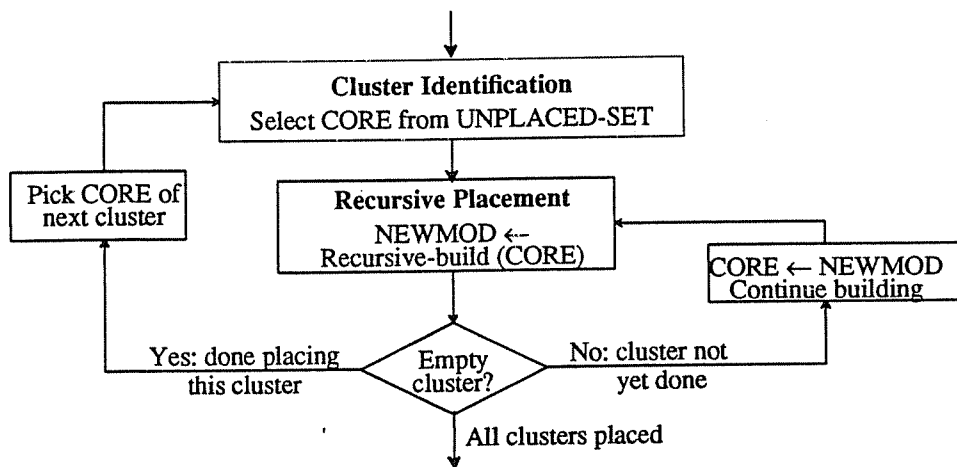 Cluster Identification
Select CORE from UNPLACED-SET
Pick CORE of
next cluster
Recursive Placement
NEWMOD ←
Recursive-build (CORE)
CORE ← NEWMOD
Continue building
Yes: done placing
this cluster
Empty
cluster?
No: cluster not
yet done
All clusters placed